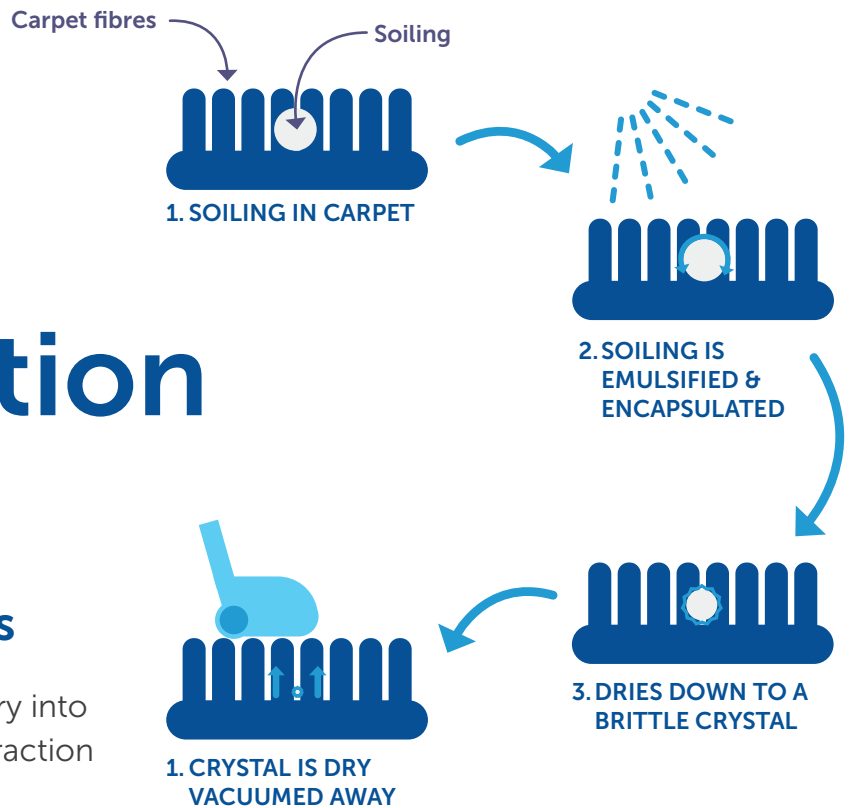 Carpet fibres
Soiling
1. SOILING IN CARPET
2. SOILING IS
EMULSIFIED &
ENCAPSULATED
tion
s
ry into
raction
3. DRIES DOWN TO A
BRITTLE CRYSTAL
1. CRYSTAL IS DRY
VACUUMED AWAY